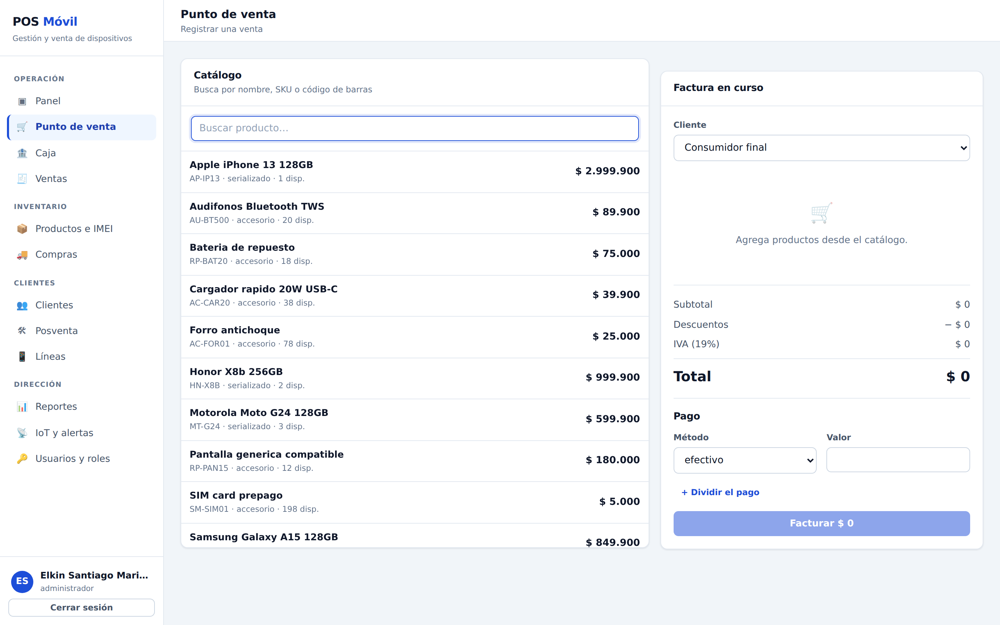 POS Móvil
Gestión y venta de dispositivos
OPERACIÓN
Panel
Punto de venta
Caja
Ventas
INVENTARIO
Productos e IMEI
Compras
CLIENTES
Clientes
Posventa
Líneas
DIRECCIÓN
Reportes
IoT y alertas
Usuarios y roles
ES
Elkin Santiago Mari...
administrador
Cerrar sesión
Punto de venta
Registrar una venta
Catálogo
Busca por nombre, SKU o código de barras
Buscar producto...
Apple iPhone 13 128GB
AP-IP13 · serializado · 1 disp.
$ 2.999.900
Audifonos Bluetooth TWS
AU-BT500 · accesorio · 20 disp.
$ 89.900
Bateria de repuesto
RP-BAT20 · accesorio · 18 disp.
$ 75.000
Cargador rapido 20W USB-C
AC-CAR20 · accesorio · 38 disp.
$ 39.900
Forro antichoque
AC-FOR01 · accesorio · 78 disp.
$ 25.000
Honor X8b 256GB
HN-X8B · serializado · 2 disp.
$ 999.900
Motorola Moto G24 128GB
MT-G24 · serializado · 3 disp.
$ 599.900
Pantalla generica compatible
RP-PAN15 · accesorio · 12 disp.
$ 180.000
SIM card prepago
SM-SIM01 · accesorio · 198 disp.
$ 5.000
Samsung Galaxy A15 128GB
$ 849.900
Factura en curso
Cliente
Consumidor final
Agrega productos desde el catálogo.
Subtotal $ 0
Descuentos − $ 0
IVA (19%) $ 0
Total $ 0
Pago
Método Valor
efectivo
+ Dividir el pago
Facturar $ 0